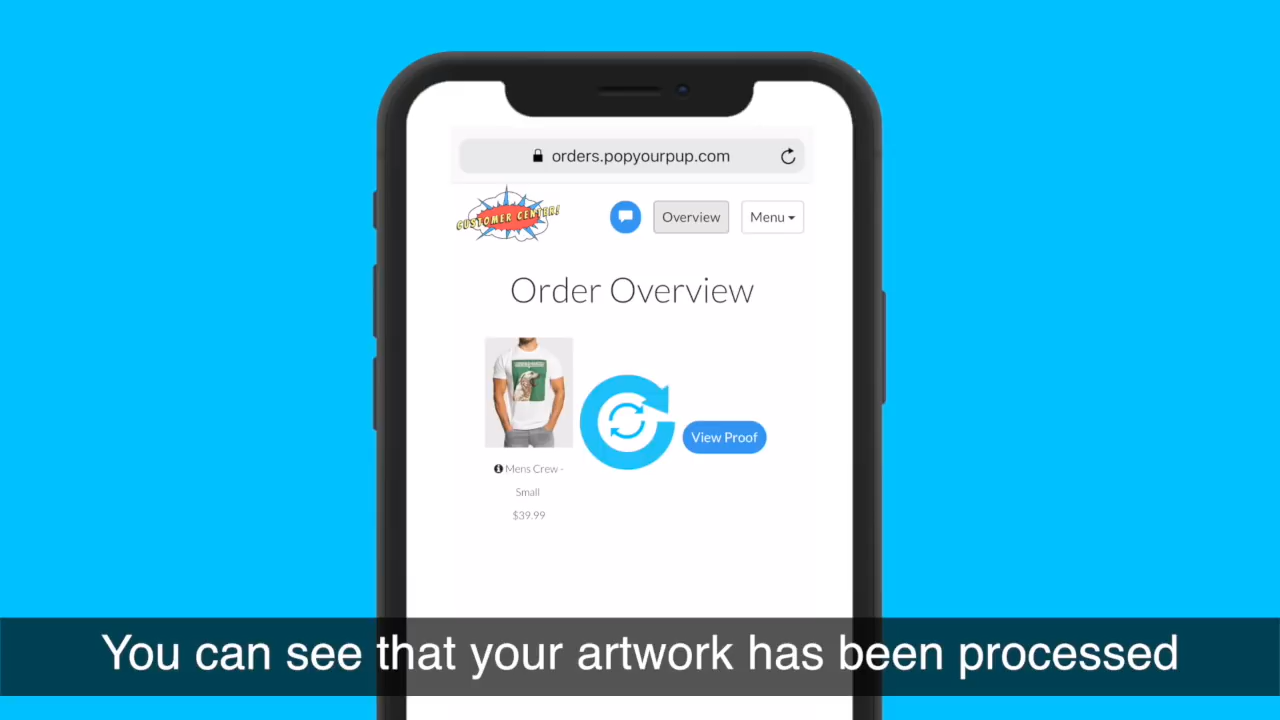 orders.popyourpup.com
CUSTOMER CENTER!
Overview
Menu
Order Overview
View Proof
Mens Crew -
Small
$39.99
You can see that your artwork has been processed